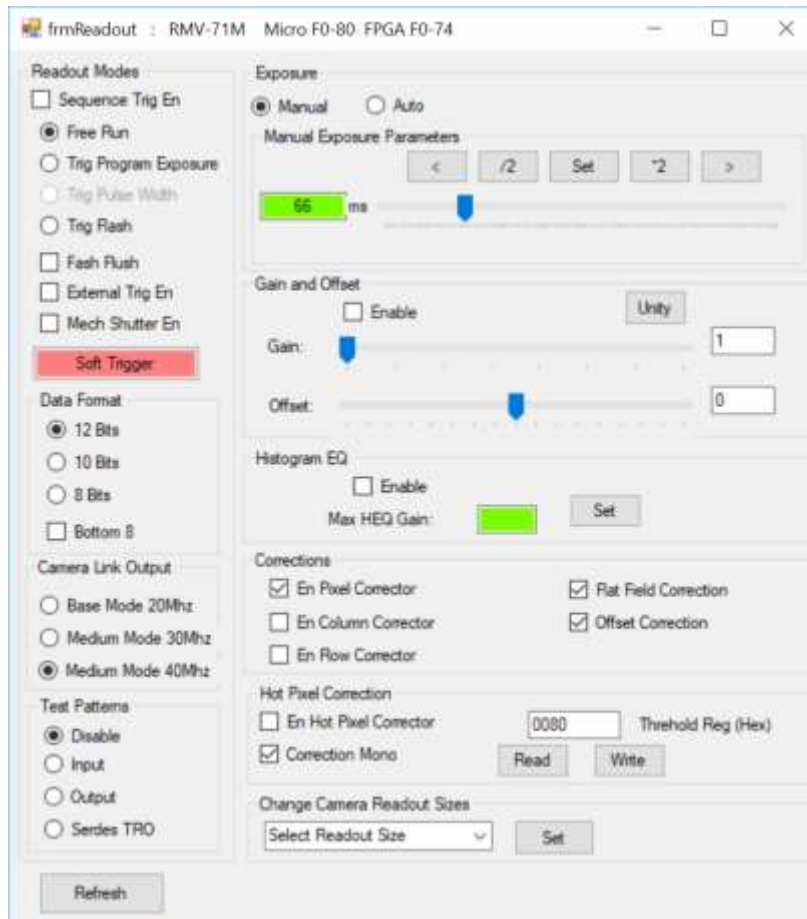 frmReadout : RMV-71M Micro F0-80 FPGA F0-74
Readout Modes
Sequence Trig En
Free Run
Trig Program Exposure
Trig Pulse Width
Trig Flash
Fash Flush
External Trig En
Mech Shutter En
Soft Trigger
Data Format
12 Bits
10 Bits
8 Bits
Bottom 8
Camera Link Output
Base Mode 20Mhz
Medium Mode 30Mhz
Medium Mode 40Mhz
Test Patterns
Disable
Input
Output
Serdes TRO
Refresh
Exposure
Manual Auto
Manual Exposure Parameters
< /2 Set *2 >
66 ms
Gain and Offset
Enable Unity
Gain: 1
Offset: 0
Histogram EQ
Enable
Max HEQ Gain: Set
Corrections
En Pixel Corrector Flat Field Correction
En Column Corrector Offset Correction
En Row Corrector
Hot Pixel Correction
En Hot Pixel Corrector 0080 Threhold Reg (Hex)
Correction Mono Read Write
Change Camera Readout Sizes
Select Readout Size Set